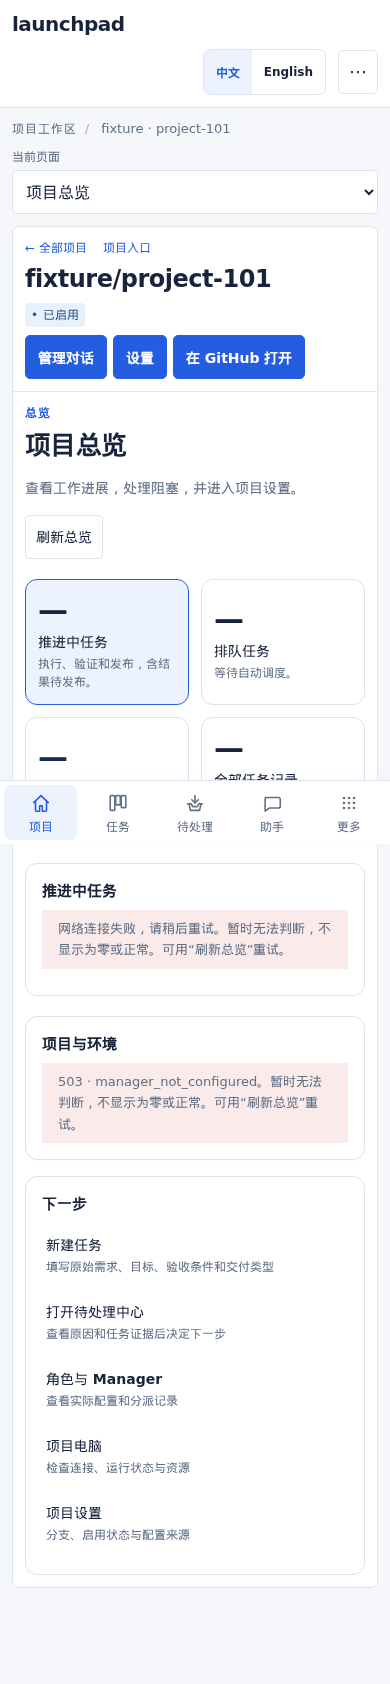 launchpad
中文
English
⋯
项目工作区 / fixture · project-101
当前页面
项目总览
← 全部项目 项目入口
fixture/project-101
• 已启用
管理对话
设置
在 GitHub 打开
总览
项目总览
查看工作进展，处理阻塞，并进入项目设置。
刷新总览
—
推进中任务
执行、验证和发布，含结
果待发布。
—
排队任务
等待自动调度。
—
—
全部任务记录
项目
任务
待处理
助手
更多
推进中任务
网络连接失败，请稍后重试。暂时无法判断，不
显示为零或正常。可用“刷新总览”重试。
项目与环境
503 · manager_not_configured。暂时无法
判断，不显示为零或正常。可用“刷新总览”重
试。
下一步
新建任务
填写原始需求、目标、验收条件和交付类型
打开待处理中心
查看原因和任务证据后决定下一步
角色与 Manager
查看实际配置和分派记录
项目电脑
检查连接、运行状态与资源
项目设置
分支、启用状态与配置来源